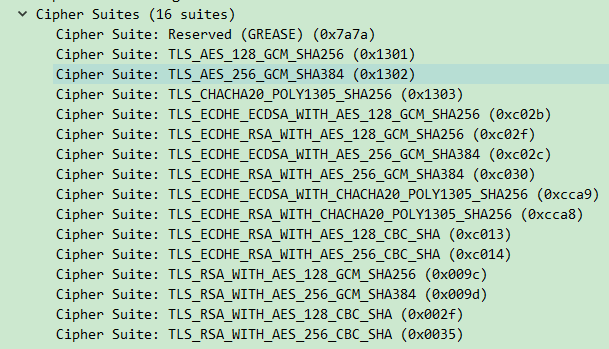 Cipher Suites (16 suites)
Cipher Suite: Reserved (GREASE) (0x7a7a)
Cipher Suite: TLS_AES_128_GCM_SHA256 (0x1301)
Cipher Suite: TLS_AES_256_GCM_SHA384 (0x1302)
Cipher Suite: TLS_CHACHA20_POLY1305_SHA256 (0x1303)
Cipher Suite: TLS_ECDHE_ECDSA_WITH_AES_128_GCM_SHA256 (0xc02b)
Cipher Suite: TLS_ECDHE_RSA_WITH_AES_128_GCM_SHA256 (0xc02f)
Cipher Suite: TLS_ECDHE_ECDSA_WITH_AES_256_GCM_SHA384 (0xc02c)
Cipher Suite: TLS_ECDHE_RSA_WITH_AES_256_GCM_SHA384 (0xc030)
Cipher Suite: TLS_ECDHE_ECDSA_WITH_CHACHA20_POLY1305_SHA256 (0xcca9)
Cipher Suite: TLS_ECDHE_RSA_WITH_CHACHA20_POLY1305_SHA256 (0xcca8)
Cipher Suite: TLS_ECDHE_RSA_WITH_AES_128_CBC_SHA (0xc013)
Cipher Suite: TLS_ECDHE_RSA_WITH_AES_256_CBC_SHA (0xc014)
Cipher Suite: TLS_RSA_WITH_AES_128_GCM_SHA256 (0x009c)
Cipher Suite: TLS_RSA_WITH_AES_256_GCM_SHA384 (0x009d)
Cipher Suite: TLS_RSA_WITH_AES_128_CBC_SHA (0x002f)
Cipher Suite: TLS_RSA_WITH_AES_256_CBC_SHA (0x0035)